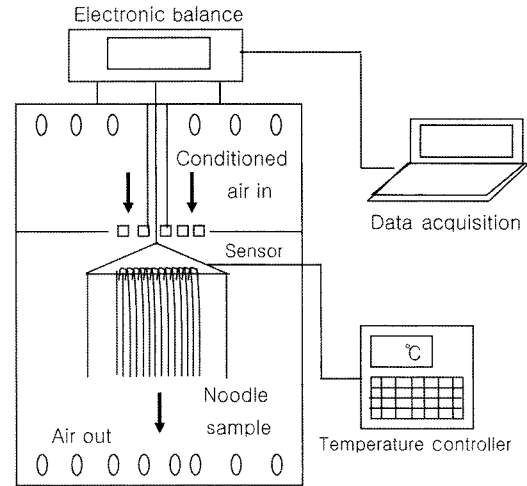 Electronic balance
Conditioned
air in
Data acquisition
Sensor
℃
Noodle
sample
Air out
Temperature controller